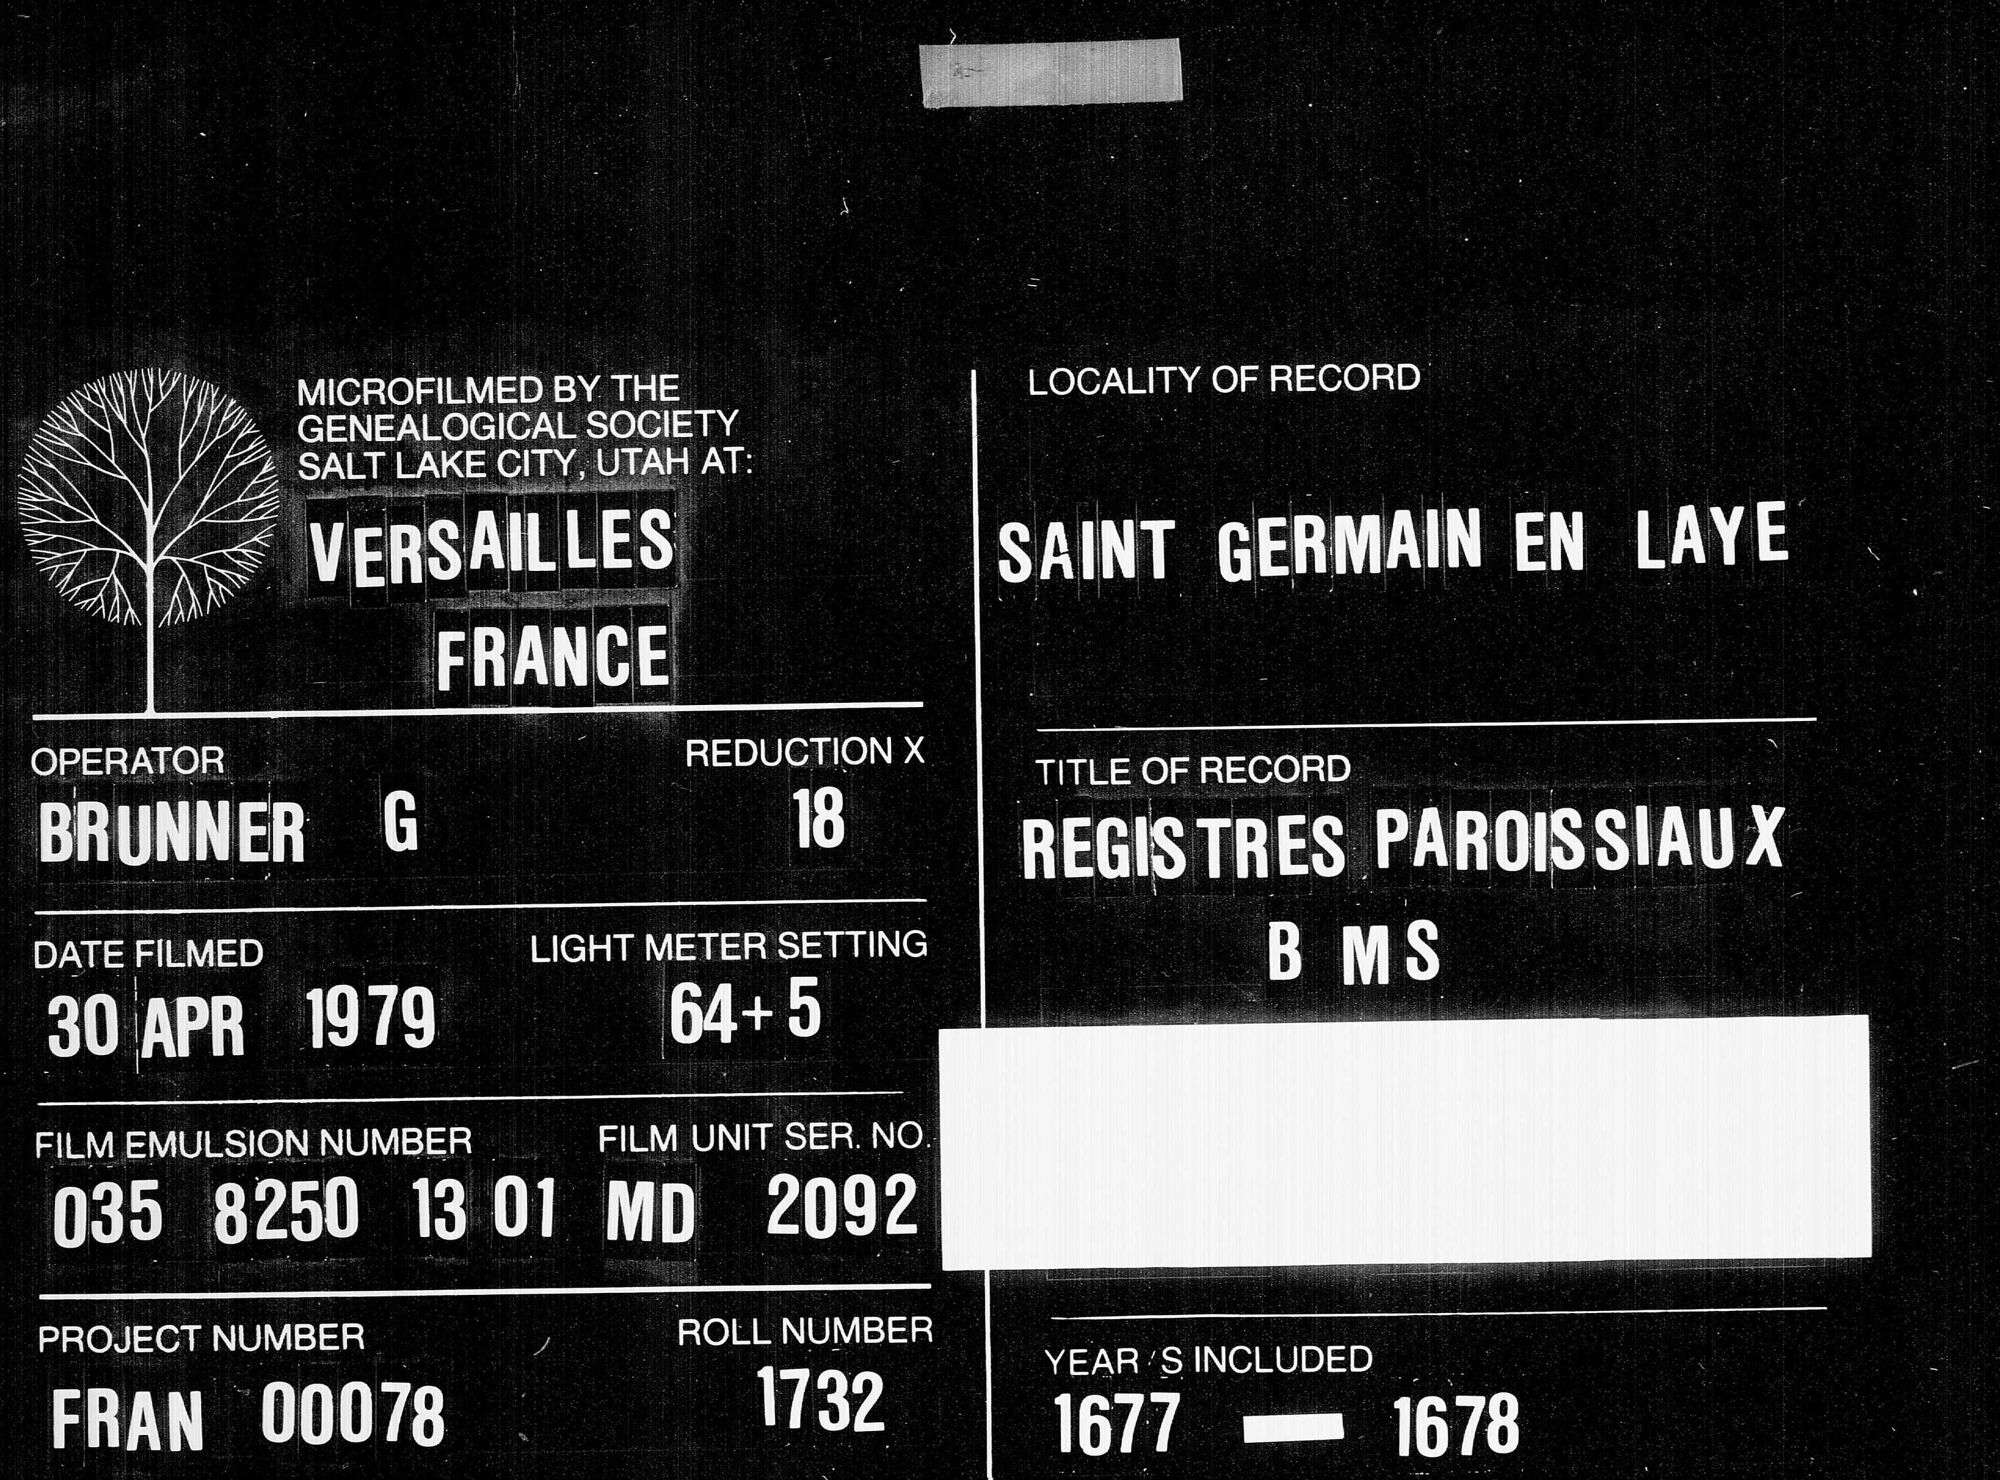 MICROFILMED BY THE
GENEALOGICAL SOCIETY
SALT LAKE CITY, UTAH AT:
VERSAILLES
FRANCE
OPERATOR
REDUCTION X
BRUNNER G
18
DATE FILMED
LIGHT METER SETTING
30 APR 1979
64+5
FILM EMULSION NUMBER
FILM UNIT SER. NO.
035 8250 13 01
MD 2092
PROJECT NUMBER
ROLL NUMBER
FRAN 00078
1732
LOCALITY OF RECORD
SAINT GERMAIN EN LAYE
TITLE OF RECORD
REGISTRES PAROISSIAUX
B M S
YEAR/S INCLUDED
1677 — 1678